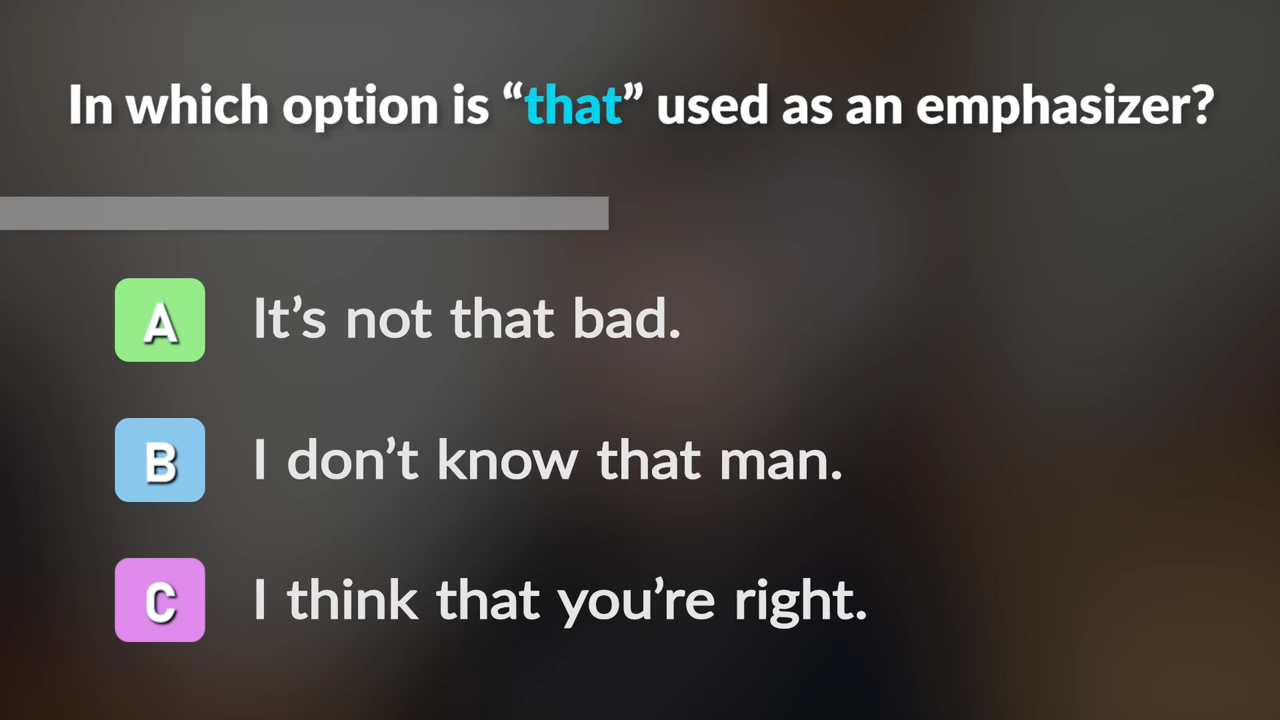 In which option is “that” used as an emphasizer?
A It’s not that bad.
B I don’t know that man.
C I think that you’re right.